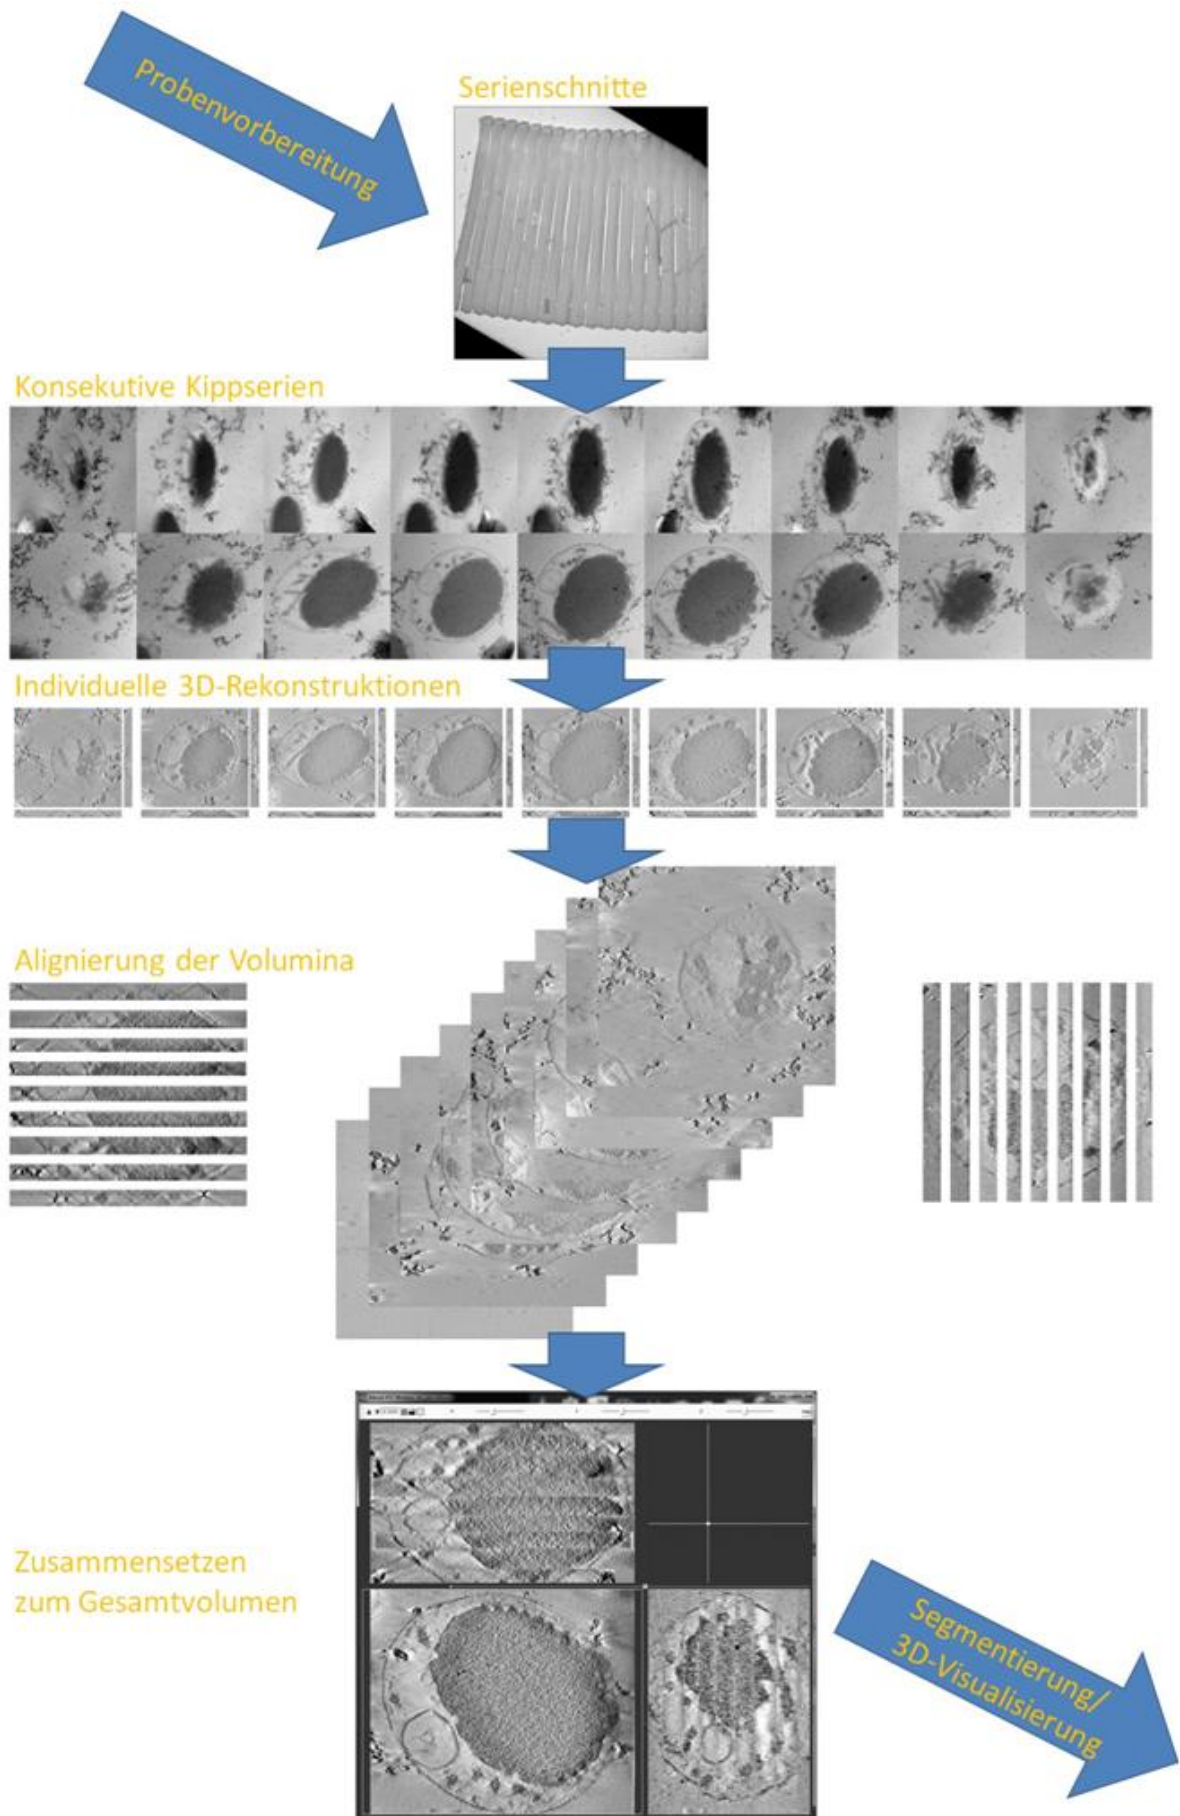 Probenvorbereitung
Serienschnitte
Konsekutive Kippserien
Individuelle 3D-Rekonstruktionen
Alignierung der Volumina
Zusammensetzen
zum Gesamtvolumen
Segmentierung/
3D-Visualisierung